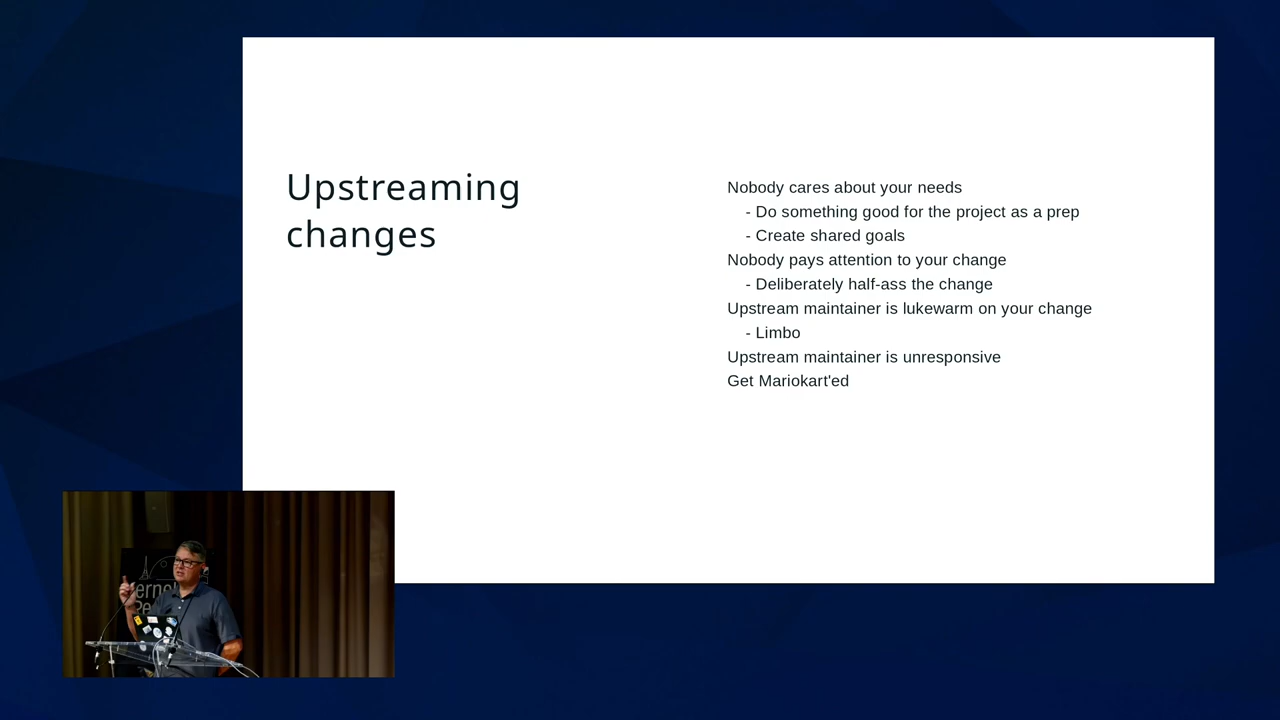 Upstreaming
changes
Nobody cares about your needs
- Do something good for the project as a prep
- Create shared goals
Nobody pays attention to your change
- Deliberately half-ass the change
Upstream maintainer is lukewarm on your change
- Limbo
Upstream maintainer is unresponsive
Get Mariokart'ed